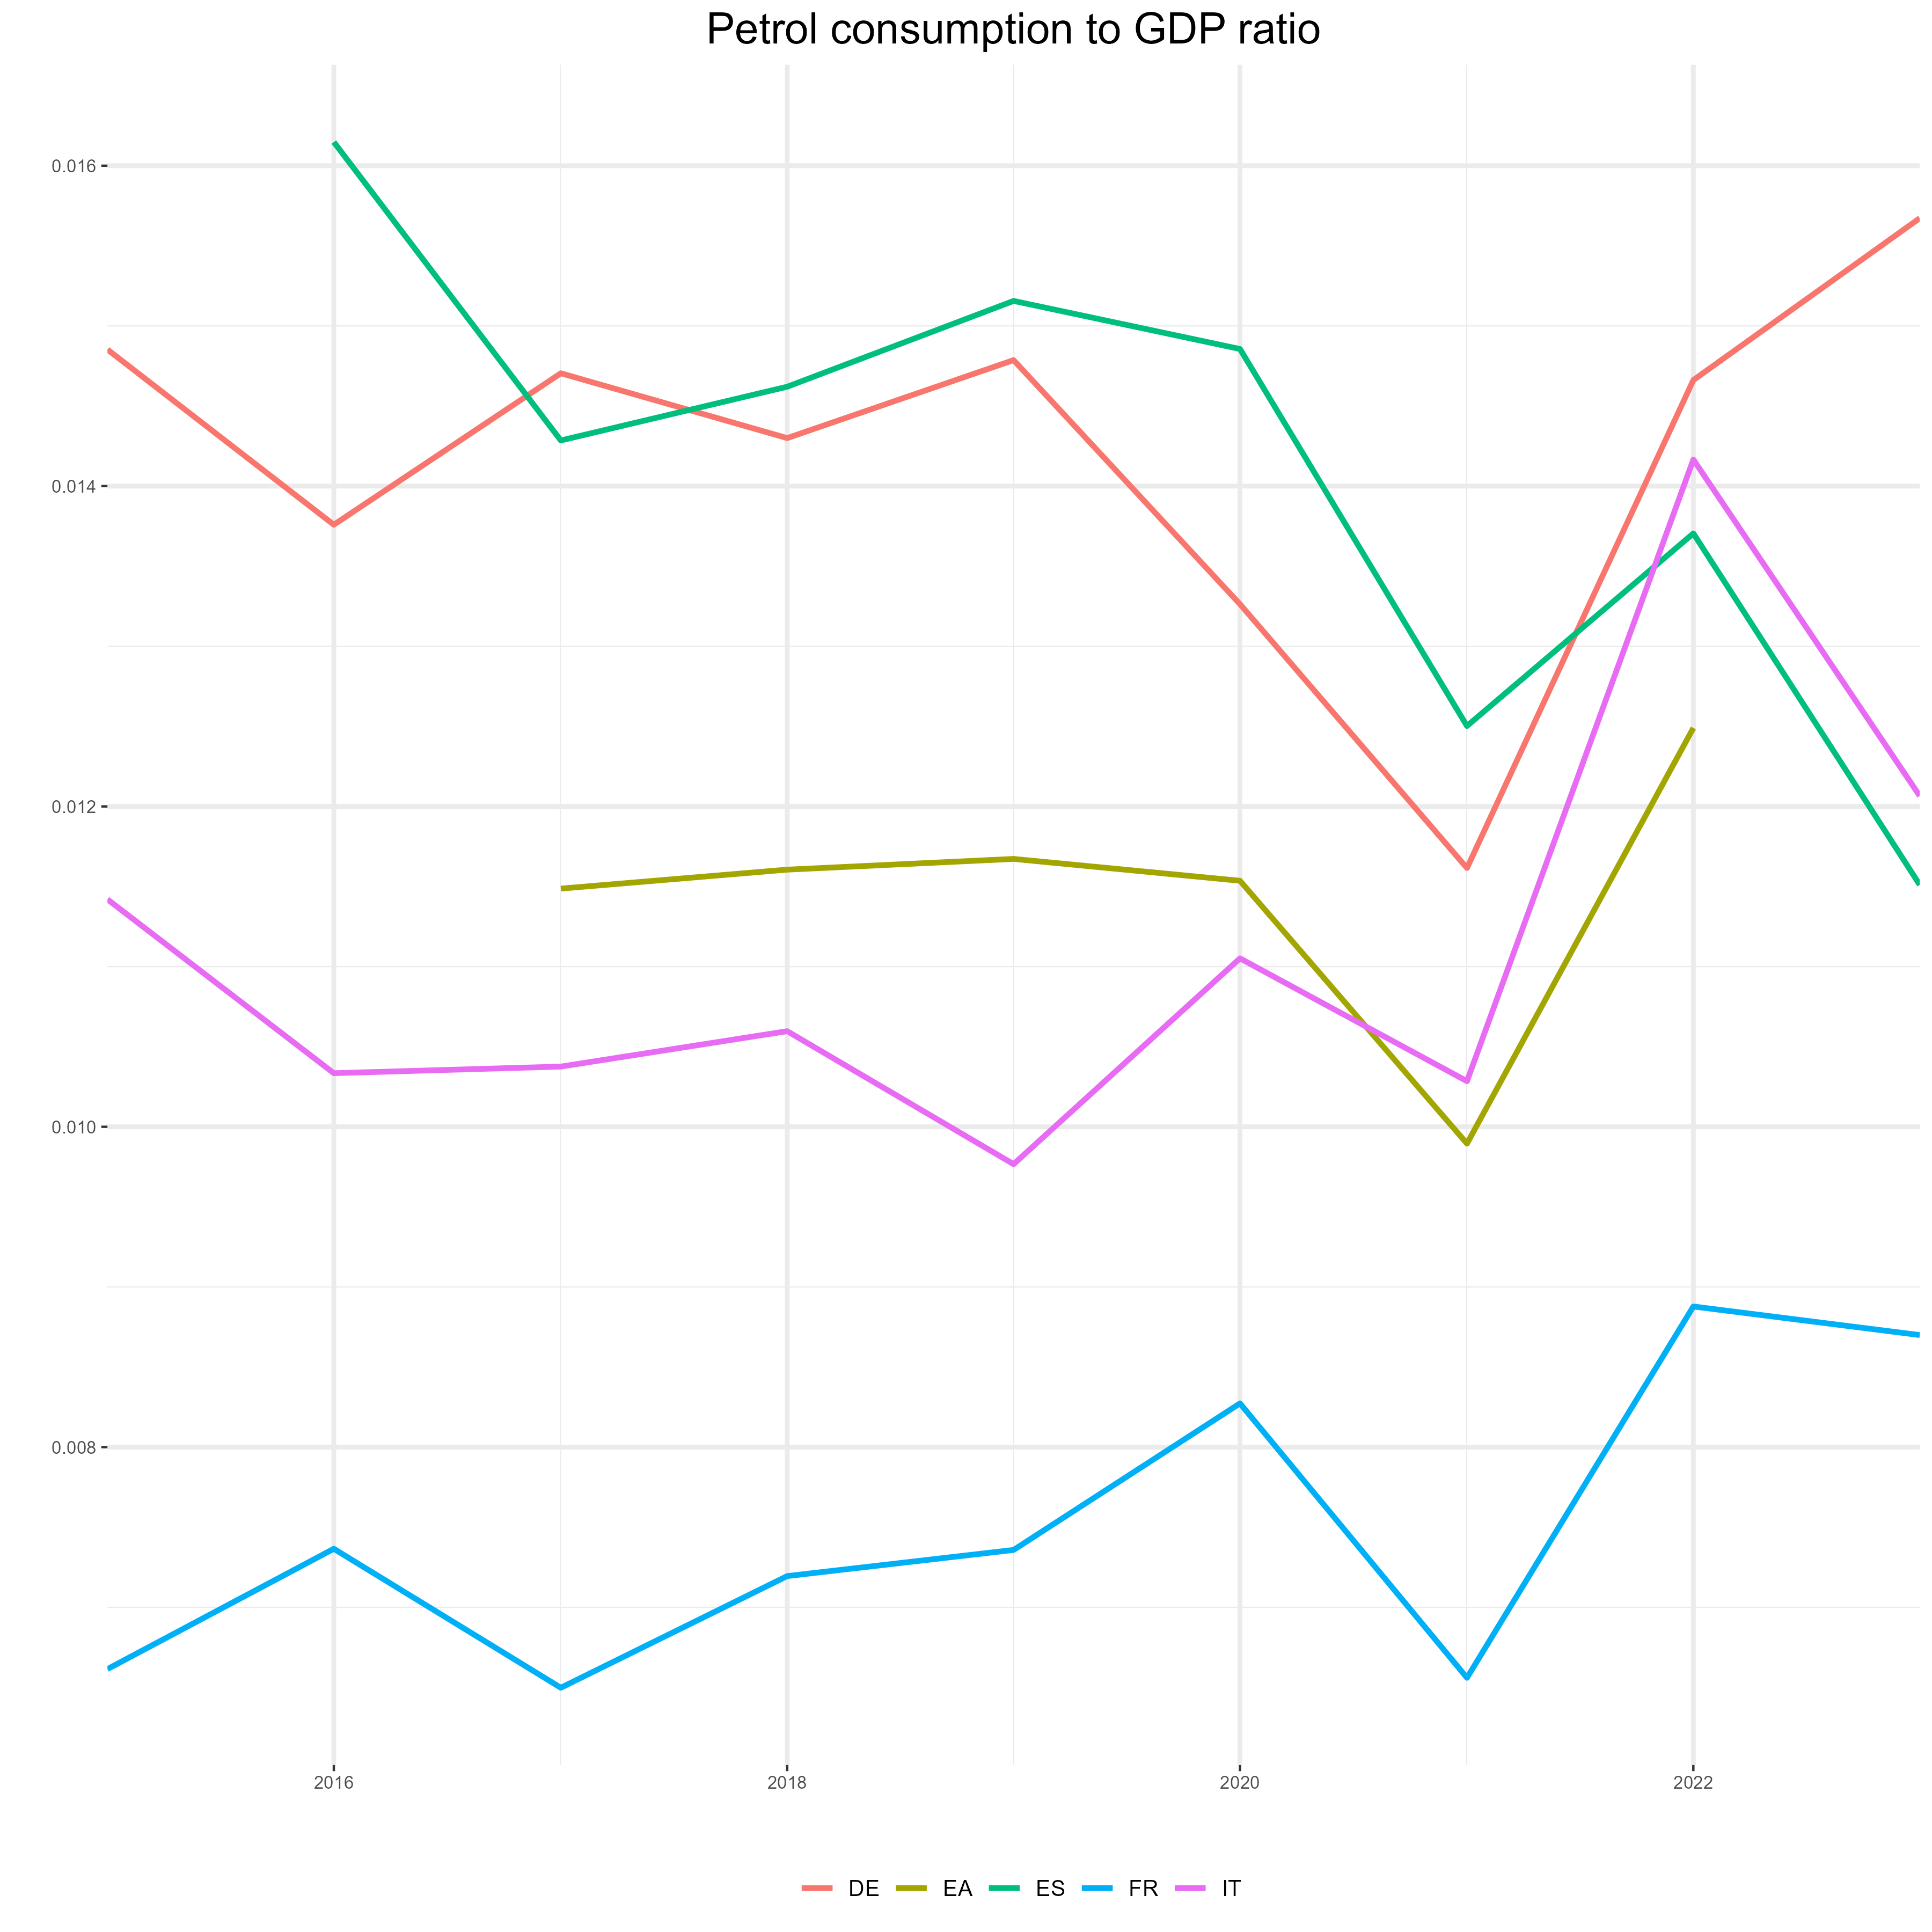 Petrol consumption to GDP ratio
0.016
0.014
0.012
0.010
0.008
2016 2018 2020 2022
DE EA ES FR IT